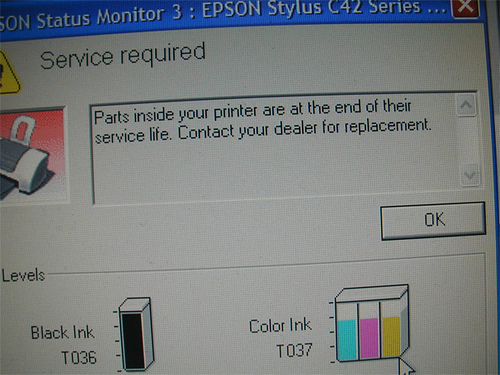 SON Status Monitor 3 : EPSON Stylus C42 Series ...
Service required
Parts inside your printer are at the end of their
service life. Contact your dealer for replacement.
OK
Levels
Black Ink
T036
Color Ink
T037